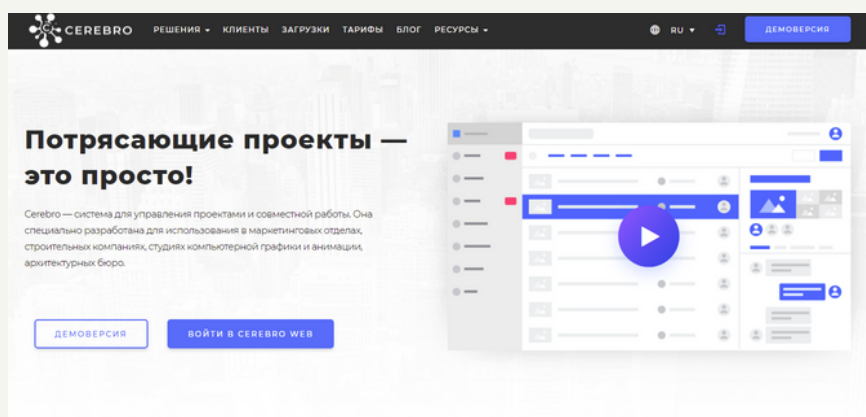 CEREBRO
РЕШЕНИЯ
КЛИЕНТЫ
ЗАГРУЗКИ
ТАРИФЫ
БЛОГ
РЕСУРСЫ
RU
ДЕМОВЕРСИЯ
Потрясающие проекты —
это просто!
Cerebro — система для управления проектами и совместной работы. Она
специально разработана для использования в маркетинговых отделах,
строительных компаниях, студиях компьютерной графики и анимации,
архитектурных бюро.
ДЕМОВЕРСИЯ
ВОЙТИ В CEREBRO WEB